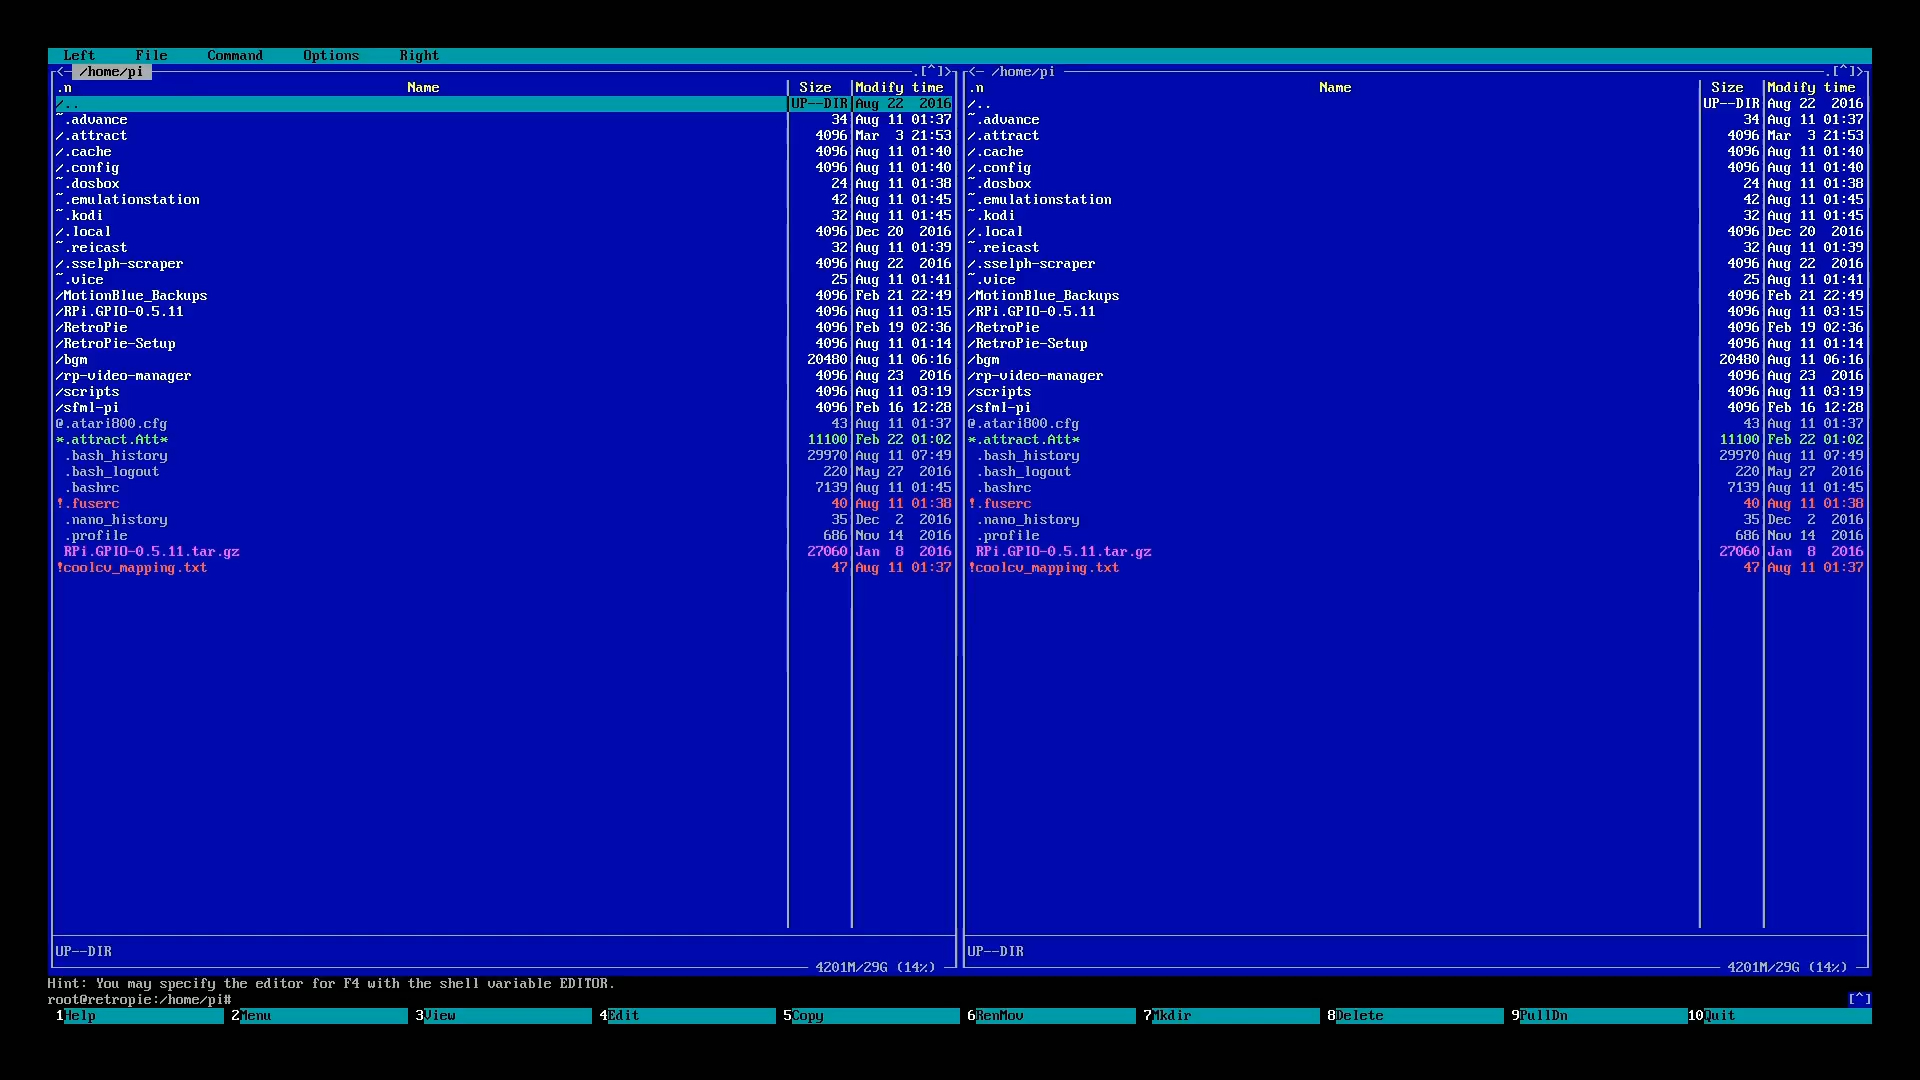 Left File Command Options Right
<─ /home/pi ─.[^]>
.n Name Size Modify time
/.. UP--DIR Aug 22 2016
~.advance 34 Aug 11 01:37
/.attract 4096 Mar 3 21:53
/.cache 4096 Aug 11 01:40
/.config 4096 Aug 11 01:40
~.dosbox 24 Aug 11 01:38
~.emulationstation 42 Aug 11 01:45
~.kodi 32 Aug 11 01:45
/.local 4096 Dec 20 2016
~.reicast 32 Aug 11 01:39
/.sselph-scraper 4096 Aug 22 2016
~.vice 25 Aug 11 01:41
/MotionBlue_Backups 4096 Feb 21 22:49
/RPi.GPIO-0.5.11 4096 Aug 11 03:15
/RetroPie 4096 Feb 19 02:36
/RetroPie-Setup 4096 Aug 11 01:14
/bgm 20480 Aug 11 06:16
/rp-video-manager 4096 Aug 23 2016
/scripts 4096 Aug 11 03:19
/sfml-pi 4096 Feb 16 12:28
@.atari800.cfg 43 Aug 11 01:37
*.attract.Att* 11100 Feb 22 01:02
.bash_history 29970 Aug 11 07:49
.bash_logout 220 May 27 2016
.bashrc 7139 Aug 11 01:45
!.fuserc 40 Aug 11 01:38
.nano_history 35 Dec 2 2016
.profile 686 Nov 14 2016
RPi.GPIO-0.5.11.tar.gz 27060 Jan 8 2016
!coolcv_mapping.txt 47 Aug 11 01:37
UP--DIR
4201M/29G (14%)
<─ /home/pi ─.[^]>
.n Name Size Modify time
/.. UP--DIR Aug 22 2016
~.advance 34 Aug 11 01:37
/.attract 4096 Mar 3 21:53
/.cache 4096 Aug 11 01:40
/.config 4096 Aug 11 01:40
~.dosbox 24 Aug 11 01:38
~.emulationstation 42 Aug 11 01:45
~.kodi 32 Aug 11 01:45
/.local 4096 Dec 20 2016
~.reicast 32 Aug 11 01:39
/.sselph-scraper 4096 Aug 22 2016
~.vice 25 Aug 11 01:41
/MotionBlue_Backups 4096 Feb 21 22:49
/RPi.GPIO-0.5.11 4096 Aug 11 03:15
/RetroPie 4096 Feb 19 02:36
/RetroPie-Setup 4096 Aug 11 01:14
/bgm 20480 Aug 11 06:16
/rp-video-manager 4096 Aug 23 2016
/scripts 4096 Aug 11 03:19
/sfml-pi 4096 Feb 16 12:28
@.atari800.cfg 43 Aug 11 01:37
*.attract.Att* 11100 Feb 22 01:02
.bash_history 29970 Aug 11 07:49
.bash_logout 220 May 27 2016
.bashrc 7139 Aug 11 01:45
!.fuserc 40 Aug 11 01:38
.nano_history 35 Dec 2 2016
.profile 686 Nov 14 2016
RPi.GPIO-0.5.11.tar.gz 27060 Jan 8 2016
!coolcv_mapping.txt 47 Aug 11 01:37
UP--DIR
4201M/29G (14%)
Hint: You may specify the editor for F4 with the shell variable EDITOR.
root@retropie:/home/pi# [^]
1Help 2Menu 3View 4Edit 5Copy 6RenMov 7Mkdir 8Delete 9PullDn 10Quit